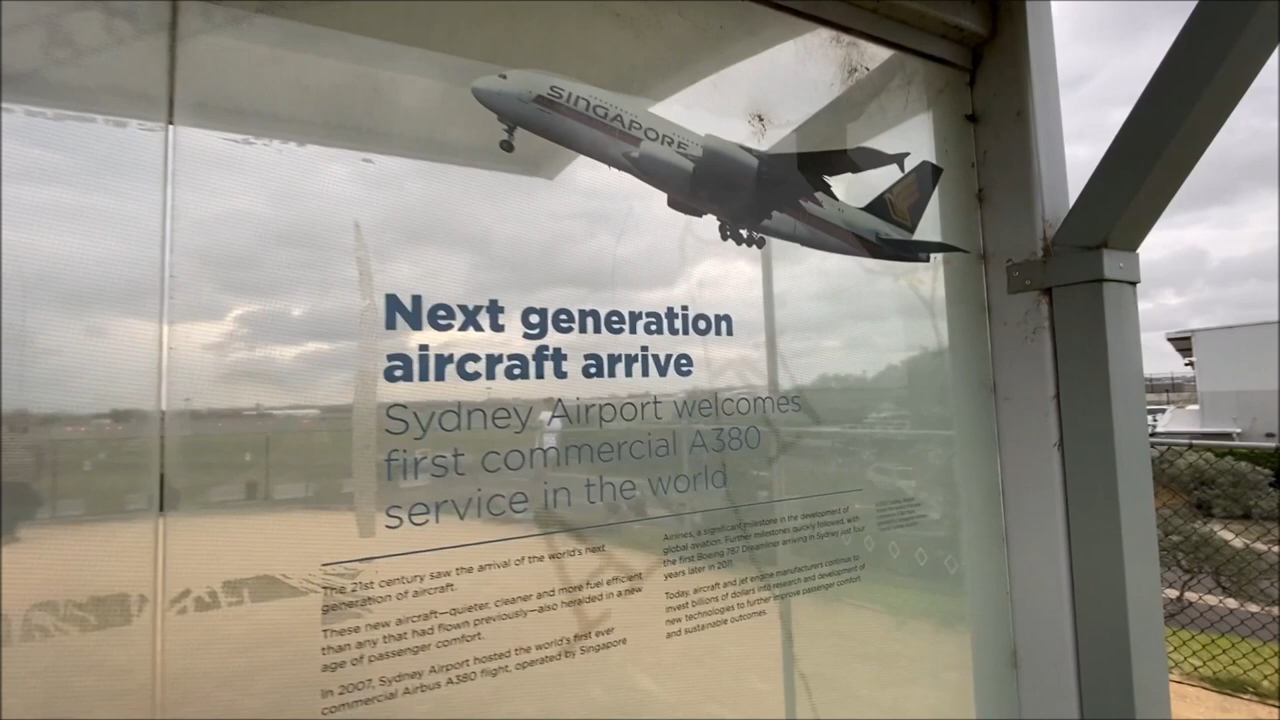 SINGAPORE
Next generation
aircraft arrive
Sydney Airport welcomes
first commercial A380
service in the world
The 21st century saw the arrival of the world's next
generation of aircraft.
These new aircraft—quieter, cleaner and more fuel efficient
than any that had flown previously—also heralded in a new
age of passenger comfort.
In 2007, Sydney Airport hosted the world's first ever
commercial Airbus A380 flight, operated by Singapore
Airlines, a significant milestone in the development of
global aviation. Further milestones quickly followed, with
the first Boeing 787 Dreamliner arriving in Sydney just four
years later in 2011.
Today, aircraft and jet engine manufacturers continue to
invest billions of dollars into research and development of
new technologies to further improve passenger comfort
and sustainable outcomes.